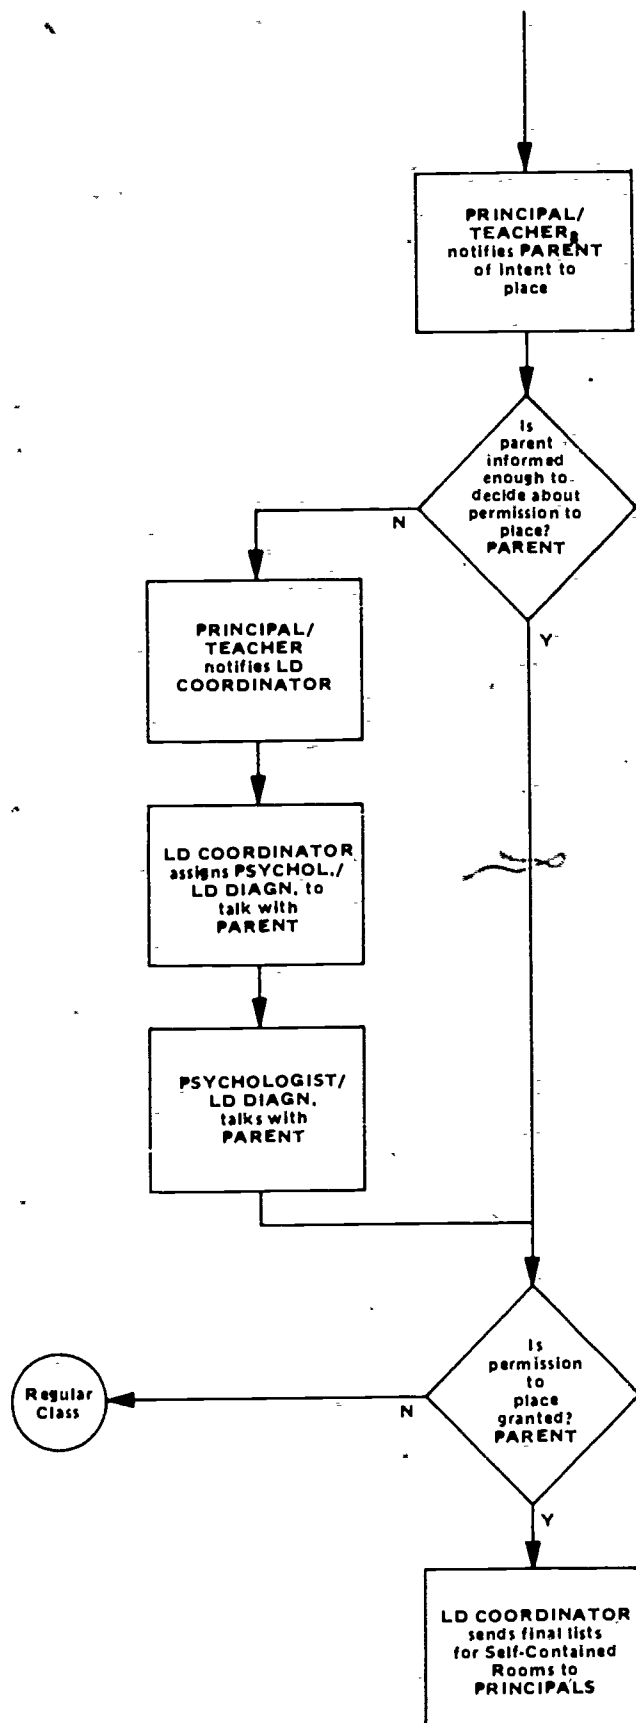 PRINCIPAL/
TEACHERS
notifies PARENT
of intent to
place
Is
parent
informed
enough to
decide about
permission to
place?
PARENT
N
Y
PRINCIPAL/
TEACHER
notifies LD
COORDINATOR
LD COORDINATOR
assigns PSYCHOL./
LD DIAGN. to
talk with
PARENT
PSYCHOLOGIST/
LD DIAGN.
talks with
PARENT
Is
permission
to
place
granted?
PARENT
N
Regular
Class
Y
LD COORDINATOR
sends final lists
for Self-Contained
Rooms to
PRINCIPALS